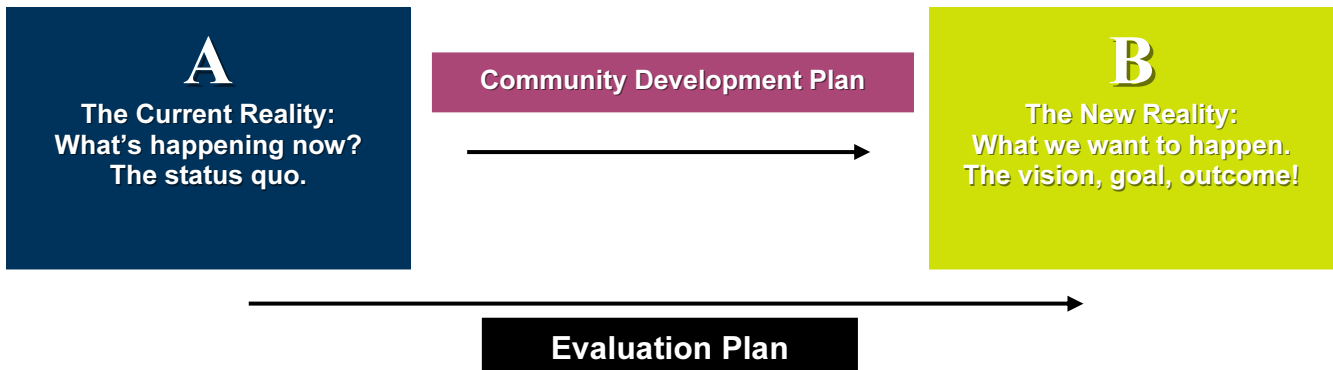 A
The Current Reality:
What’s happening now?
The status quo.
Community Development Plan
B
The New Reality:
What we want to happen.
The vision, goal, outcome!
Evaluation Plan